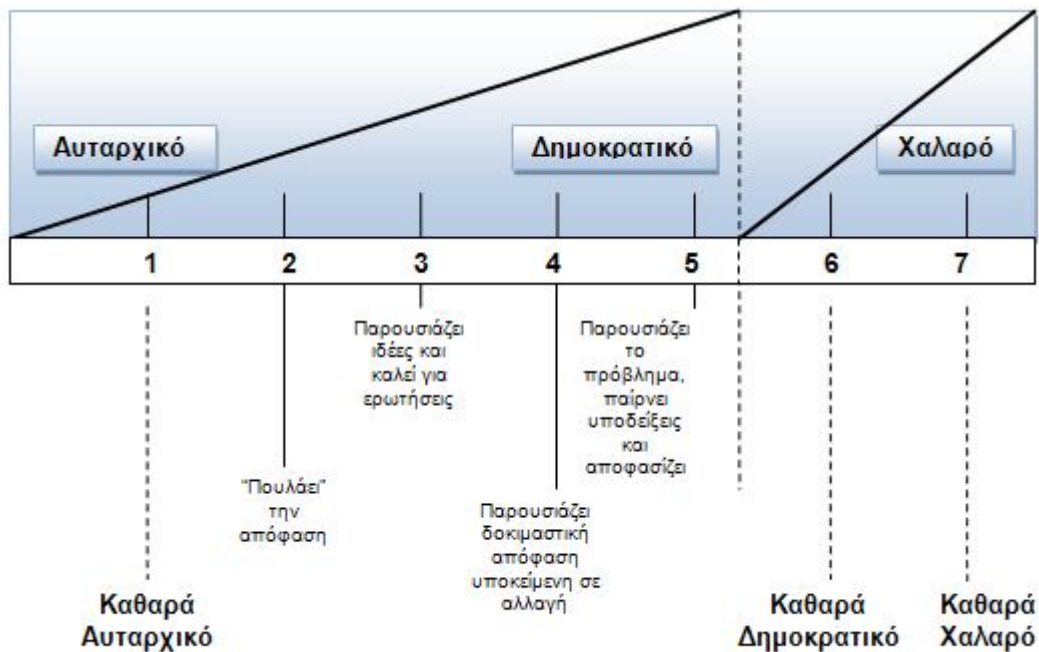 Αυταρχικό
Δημοκρατικό
Χαλαρό
1 2 3 4 5 6 7
Παρουσιάζει
ιδέες και
καλεί για
ερωτήσεις
Παρουσιάζει
το
πρόβλημα,
παίρνει
υποδείξεις
και
αποφασίζει
"Πουλάει"
την
απόφαση
Παρουσιάζει
δοκιμαστική
απόφαση
υποκείμενη σε
αλλαγή
Καθαρά
Αυταρχικό
Καθαρά
Δημοκρατικό
Καθαρά
Χαλαρό